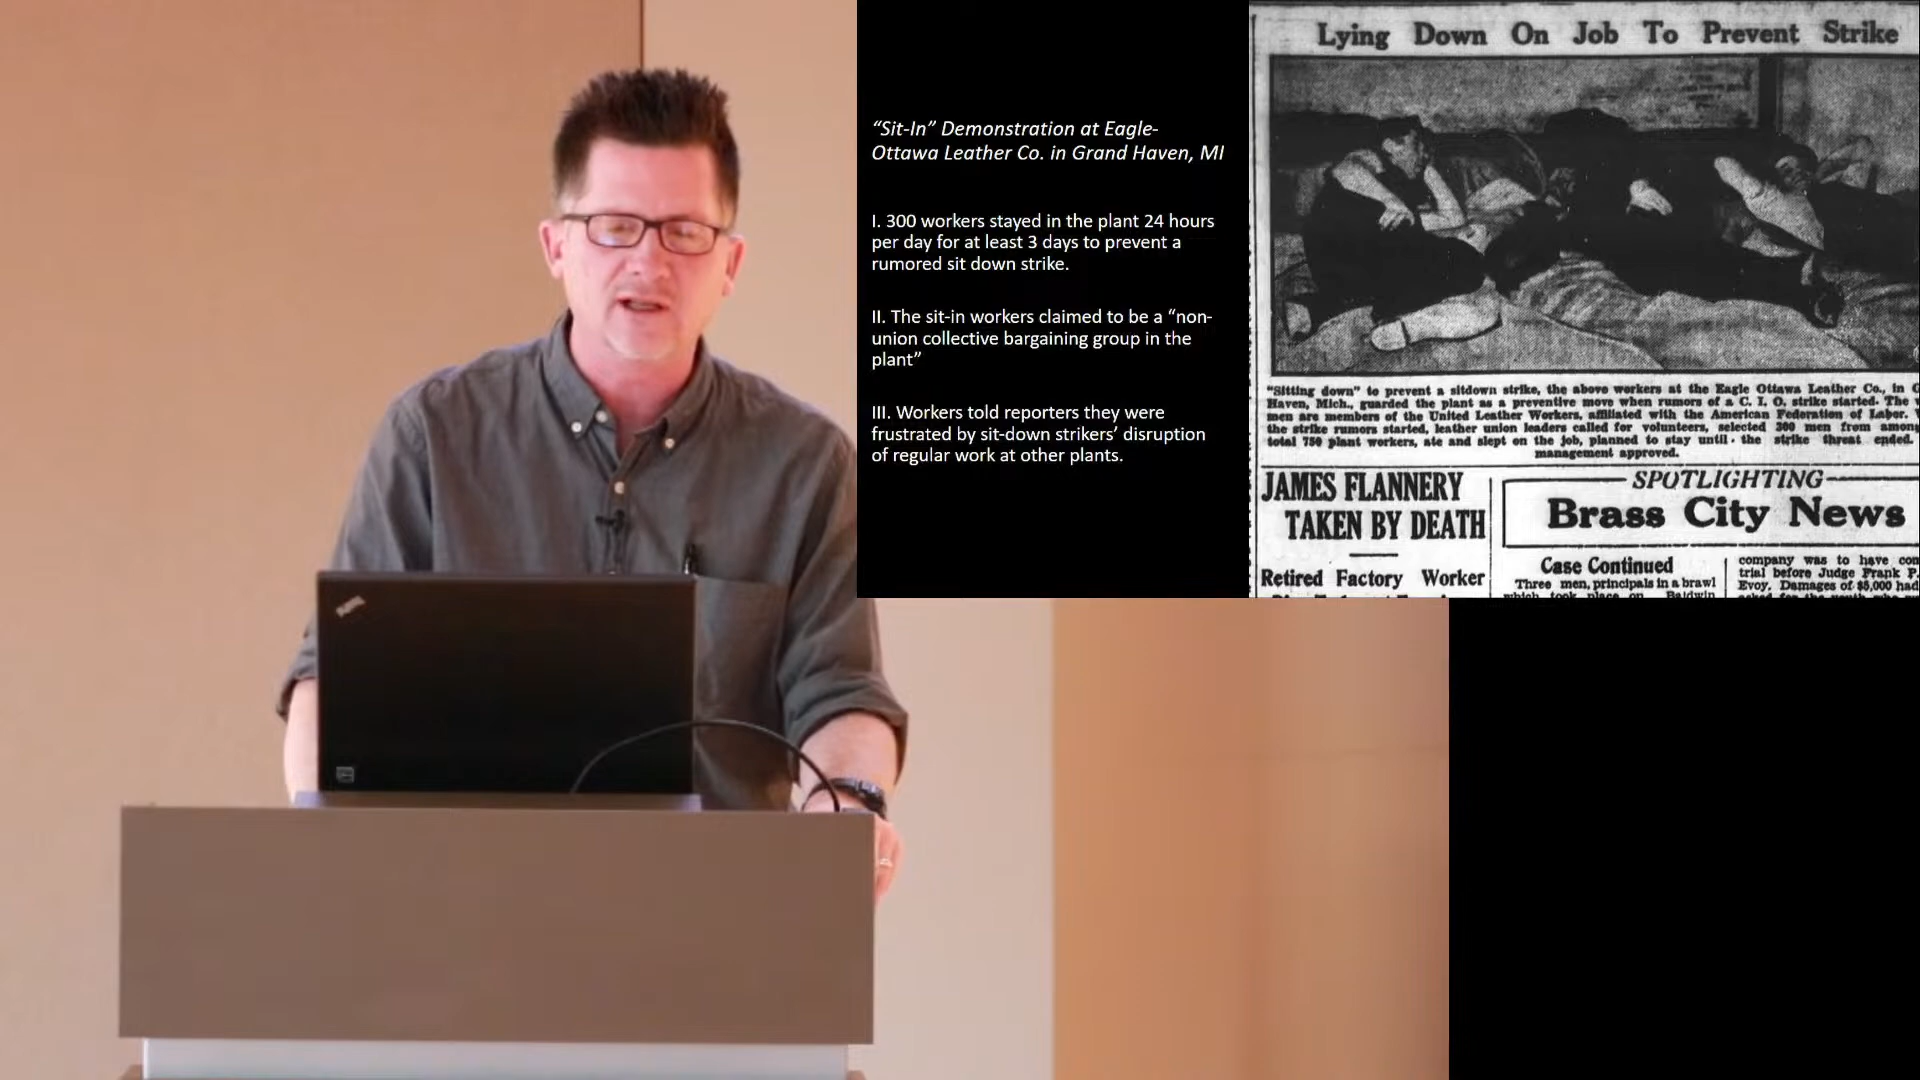 “Sit-In” Demonstration at Eagle-
Ottawa Leather Co. in Grand Haven, MI
I. 300 workers stayed in the plant 24 hours
per day for at least 3 days to prevent a
rumored sit down strike.
II. The sit-in workers claimed to be a “non-
union collective bargaining group in the
plant”
III. Workers told reporters they were
frustrated by sit-down strikers’ disruption
of regular work at other plants.
Lying Down On Job To Prevent Strike
"Sitting down" to prevent a sitdown strike, the above workers at the Eagle Ottawa Leather Co., in G
Haven, Mich., guarded the plant as a preventive move when rumors of a C. I. O. strike started. The
men are members of the United Leather Workers, affiliated with the American Federation of Labor.
the strike rumors started, leather union leaders called for volunteers, selected 300 men from among
total 750 plant workers, ate and slept on the job, planned to stay until the strike threat ended.
management approved.
JAMES FLANNERY
TAKEN BY DEATH
Retired Factory Worker
SPOTLIGHTING
Brass City News
Case Continued
Three men, principals in a brawl
which took place on Baldwin
company was to have con
trial before Judge Frank P.
Evoy. Damages of $5,000 had
ThinkPad